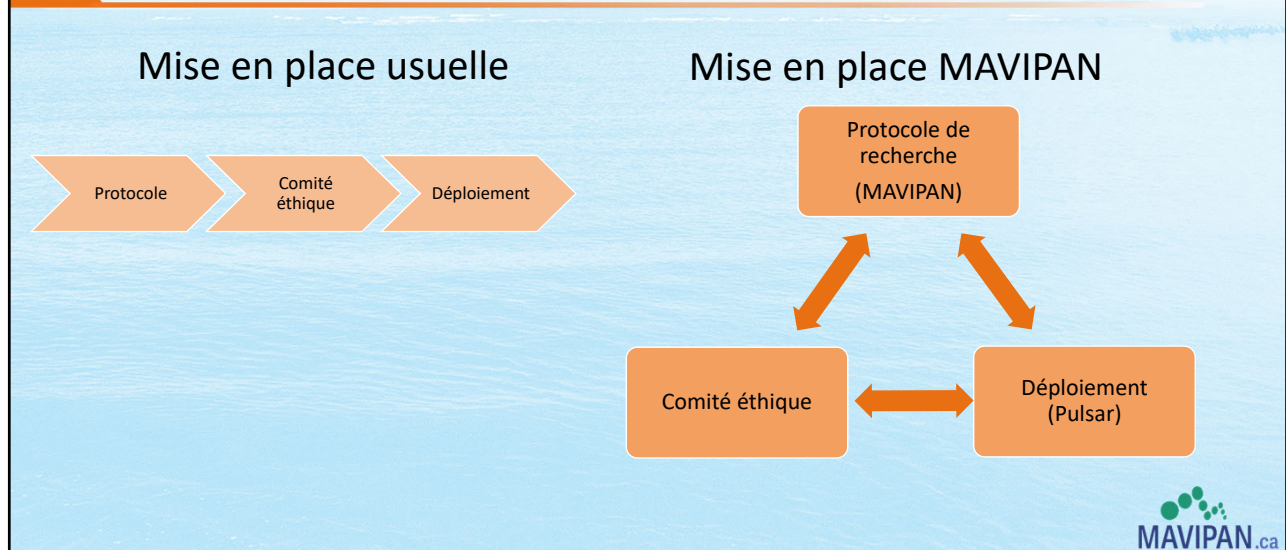 Mise en place usuelle
Protocole
Comité
éthique
Déploiement
Mise en place MAVIPAN
Protocole de
recherche
(MAVIPAN)
Comité éthique
Déploiement
(Pulsar)
MAVIPAN.ca